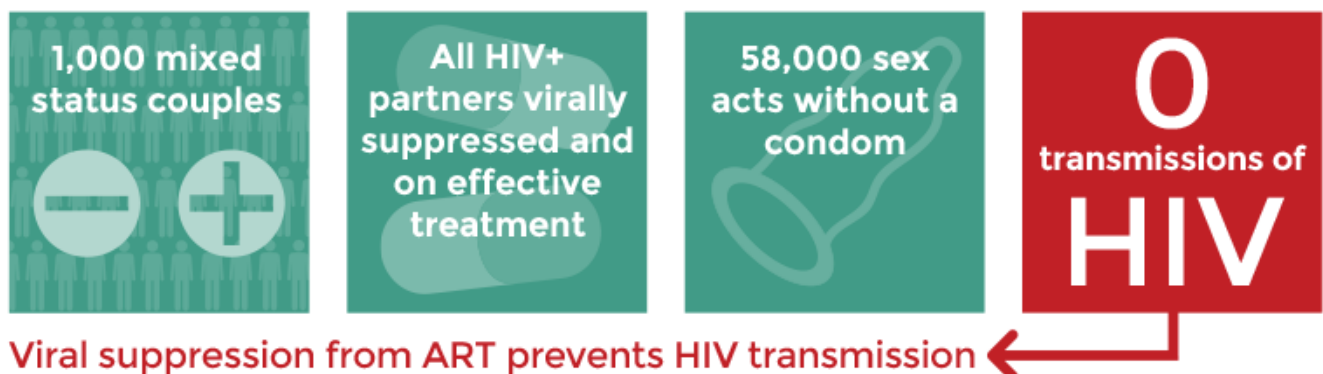 1,000 mixed
status couples
All HIV+
partners virally
suppressed and
on effective
treatment
58,000 sex
acts without a
condom
0
transmissions of
HIV
Viral suppression from ART prevents HIV transmission